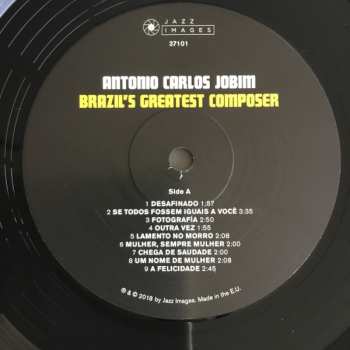 JAZZ
IMAGES
37101
ANTONIO CARLOS JOBIM
BRAZIL'S GREATEST COMPOSER
Side A
1 DESAFINADO 1:57
2 SE TODOS FOSSEM IGUAIS A VOCÊ 3:35
3 FOTOGRAFÍA 2:50
4 OUTRA VEZ 1:55
5 LAMENTO NO MORRO 2:08
6 MULHER, SEMPRE MULHER 2:00
7 CHEGA DE SAUDADE 2:00
8 UM NOME DE MULHER 2:08
9 A FELICIDADE 2:45
℗ & © 2018 by Jazz Images. Made in the E.U.